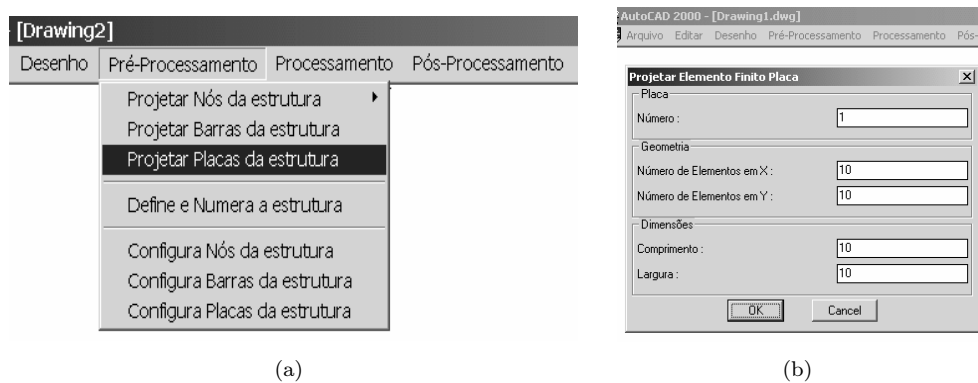 [Drawing2]
Desenho Pré-Processamento Processamento Pós-Processamento
Projetar Nós da estrutura
Projetar Barras da estrutura
Projetar Placas da estrutura
Define e Numera a estrutura
Configura Nós da estrutura
Configura Barras da estrutura
Configura Placas da estrutura
(a)
AutoCAD 2000 - [Drawing1.dwg]
Arquivo Editar Desenho Pré-Processamento Processamento Pós-
Projetar Elemento Finito Placa
Placa
Número : 1
Geometria
Número de Elementos em X : 10
Número de Elementos em Y : 10
Dimensões
Comprimento : 10
Largura : 10
OK Cancel
(b)